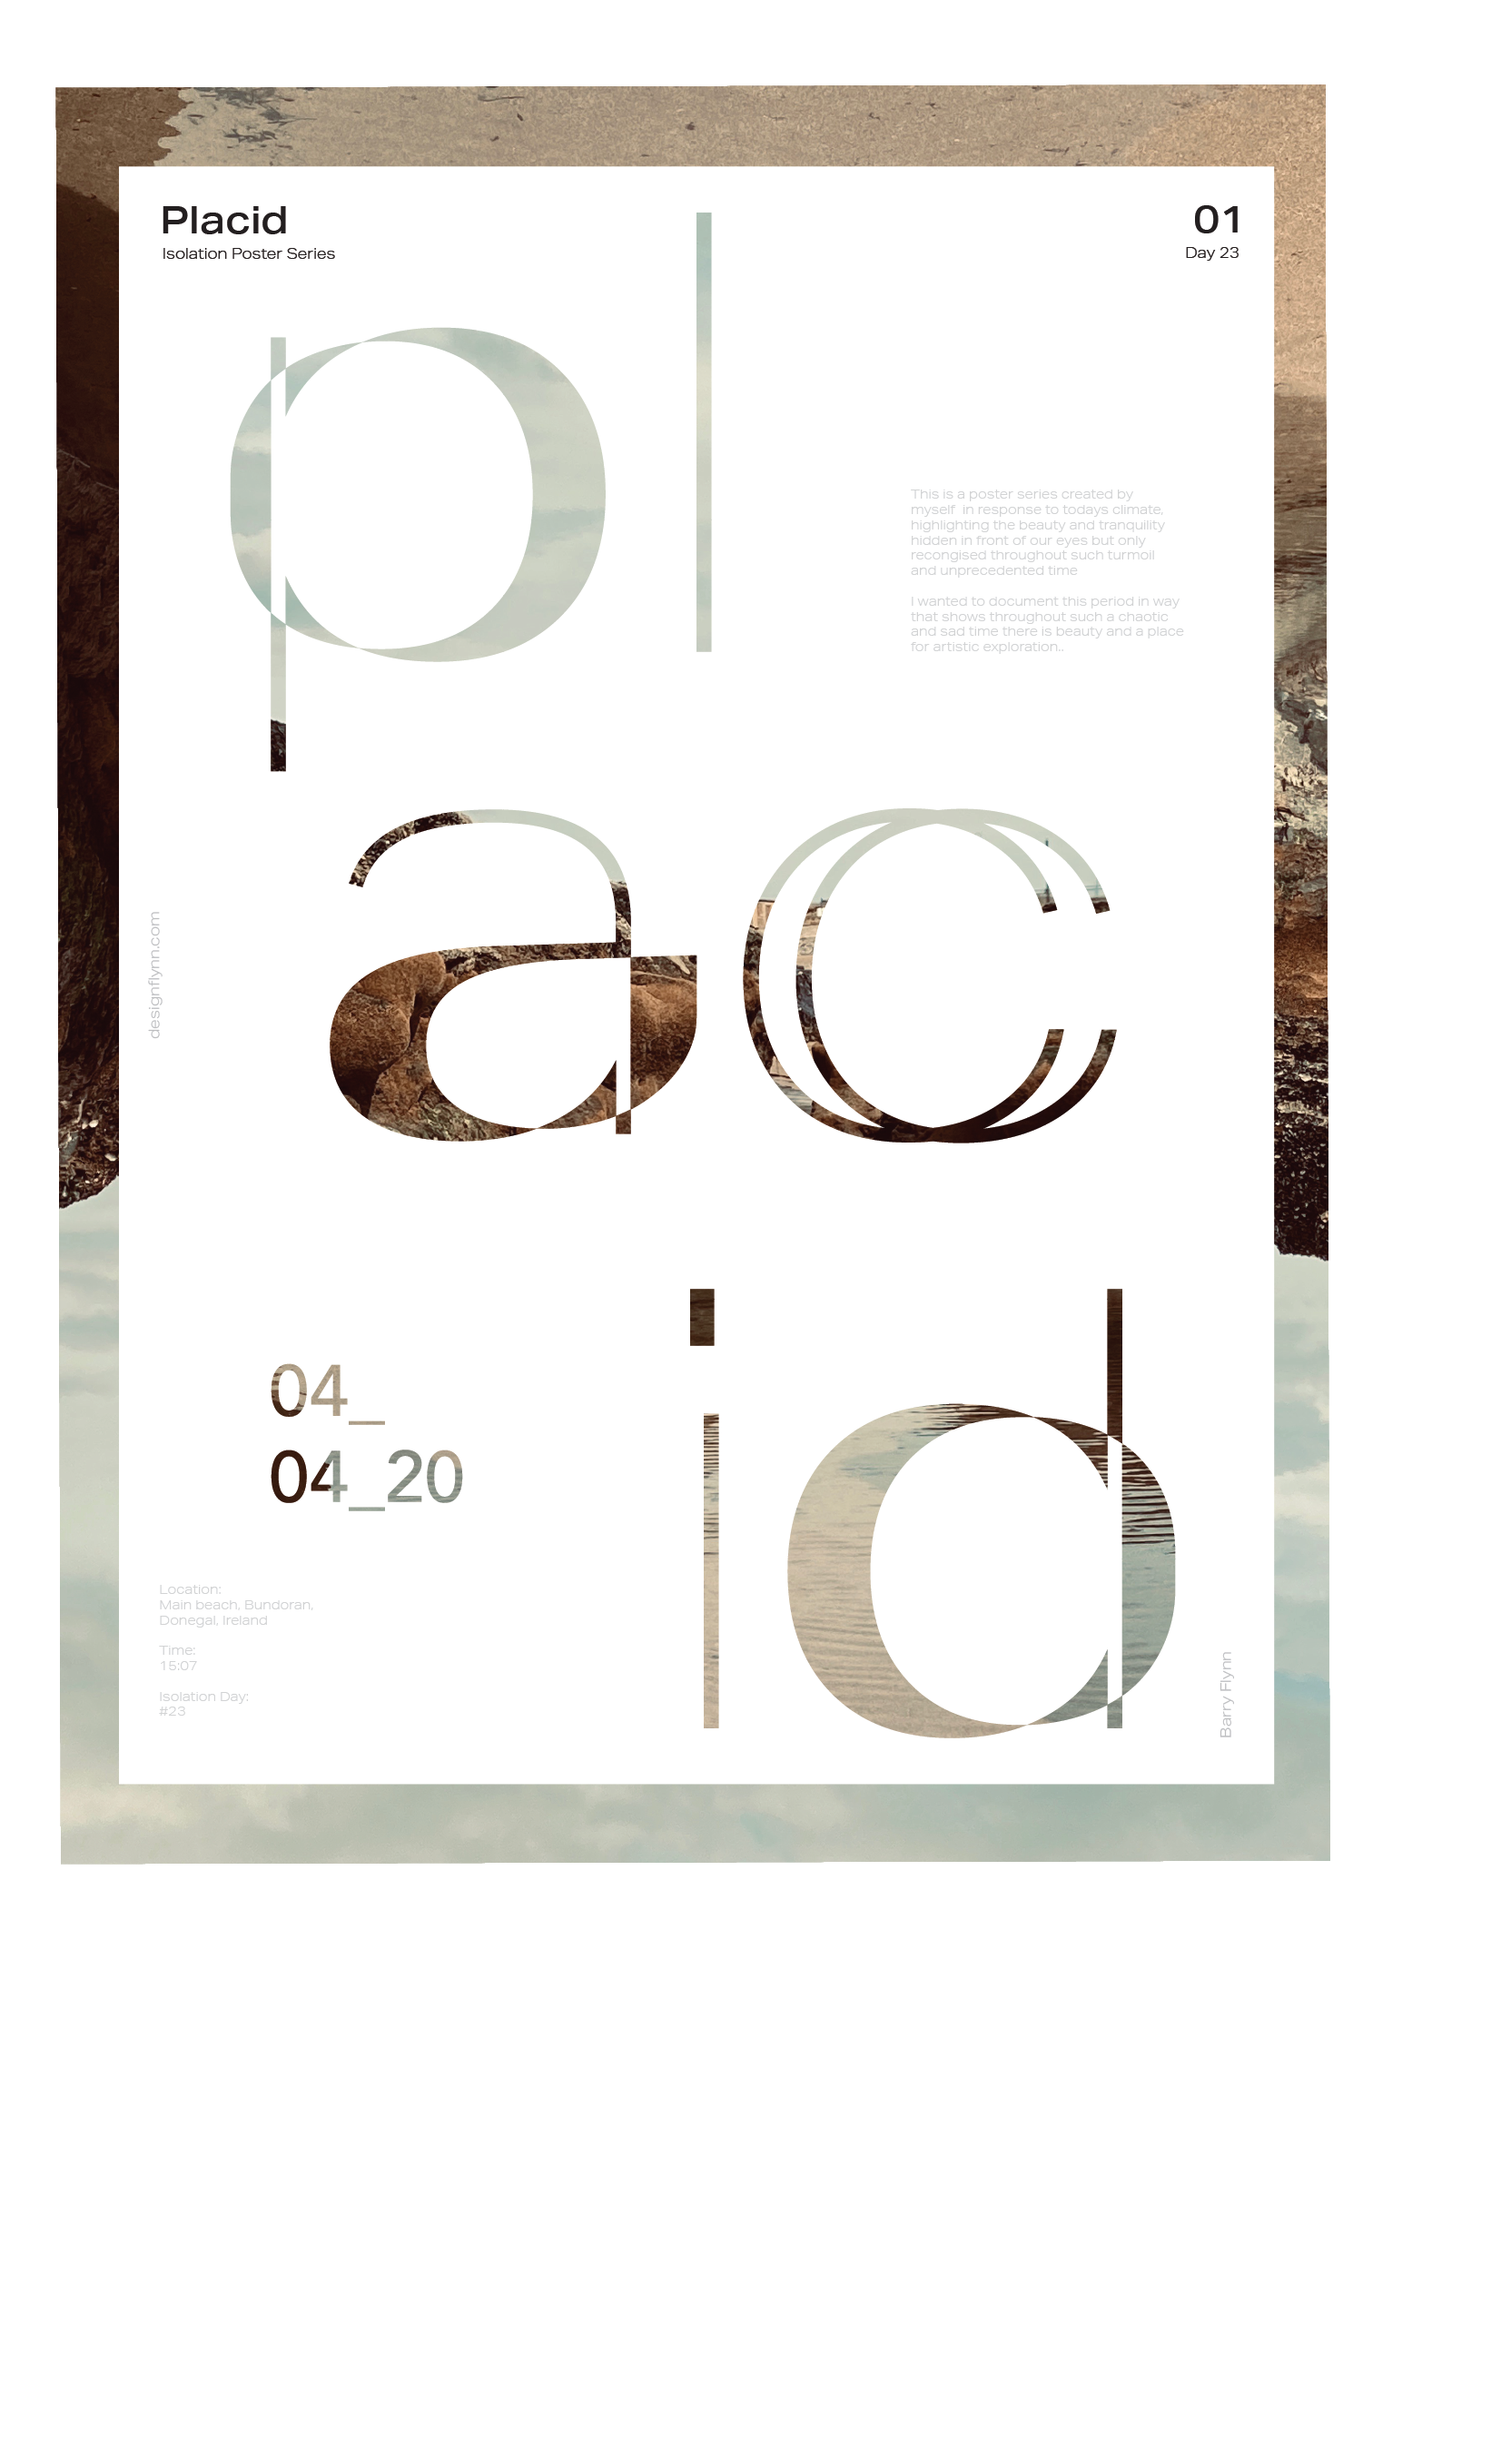 Placid
Isolation Poster Series
01
Day 23
pl
This is a poster series created by
myself  in response to todays climate,
highlighting the beauty and tranquility
hidden in front of our eyes but only
recongised throughout such turmoil
and unprecedented time
I wanted to document this period in way
that shows throughout such a chaotic
and sad time there is beauty and a place
for artistic exploration..
ac
designflynn.com
id
04_
04_20
Location:
Main beach, Bundoran,
Donegal, Ireland
Time:
15:07
Isolation Day:
#23
Barry Flynn